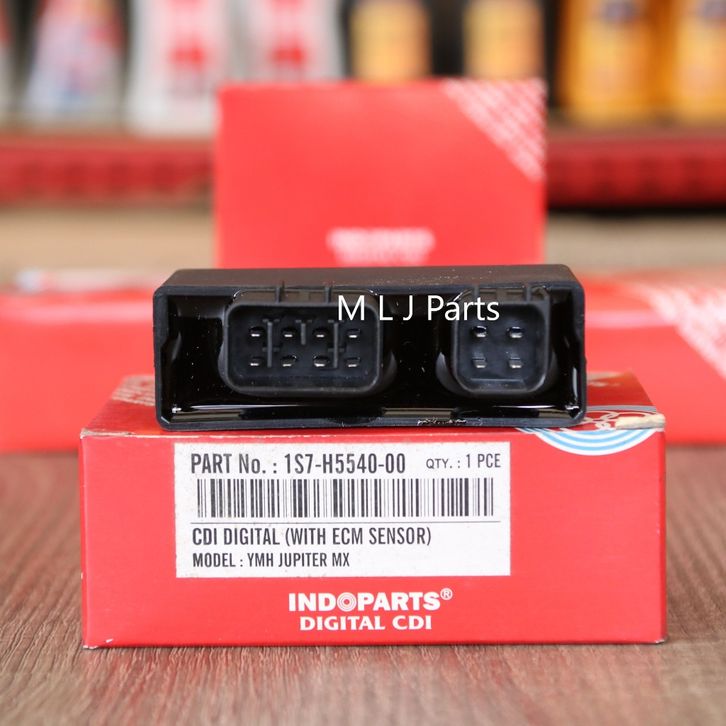 M L J Parts
PART No. : 1S7-H5540-00 QTY. : 1 PCE
CDI DIGITAL (WITH ECM SENSOR)
MODEL : YMH JUPITER MX
INDOPARTS®
DIGITAL CDI